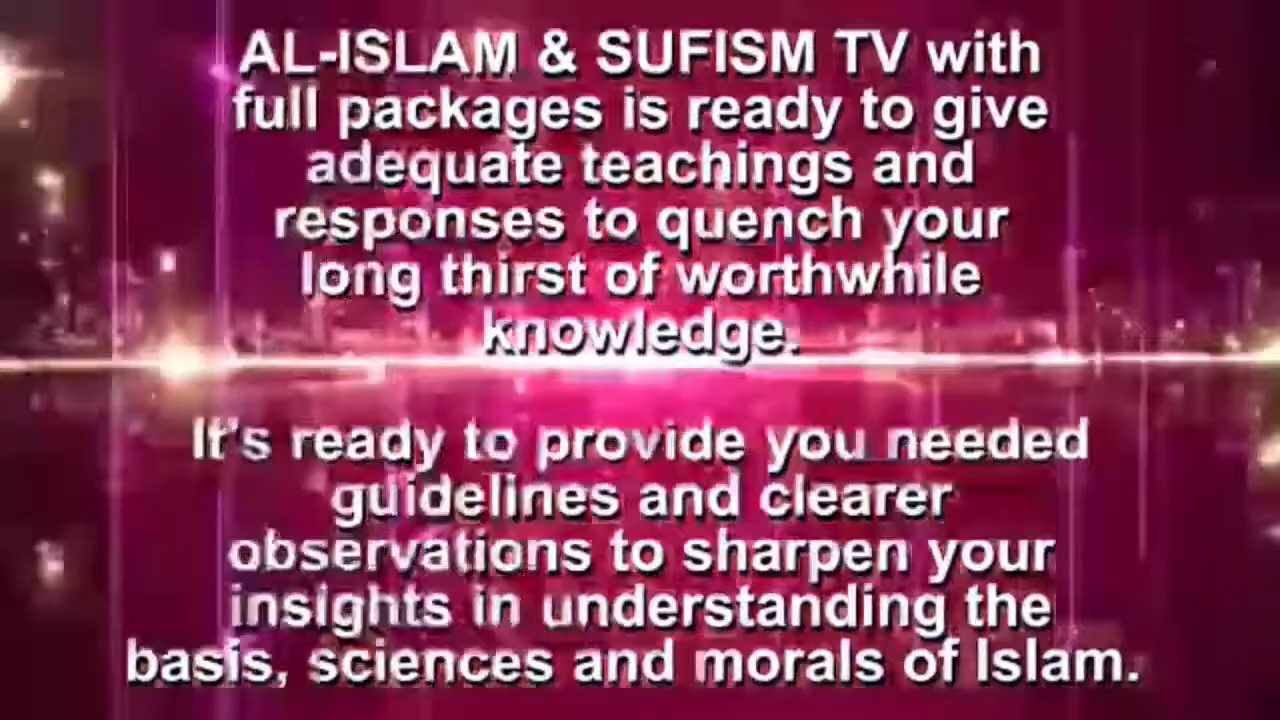 AL-ISLAM & SUFISM TV with
full packages is ready to give
adequate teachings and
responses to quench your
long thirst of worthwhile
knowledge.
It's ready to provide you needed
guidelines and clearer
observations to sharpen your
insights in understanding the
basis, sciences and morals of Islam.